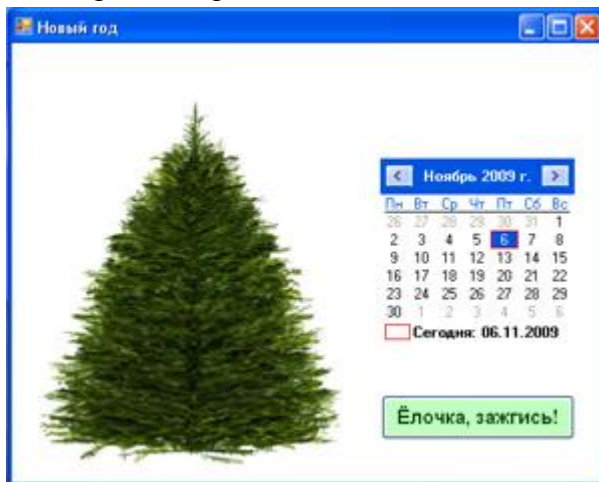 Новый год
Ноябрь 2009 г.
Пн Вт Ср Чт Пт Сб Вс
26 27 28 29 30 31 1
2 3 4 5 6 7 8
9 10 11 12 13 14 15
16 17 18 19 20 21 22
23 24 25 26 27 28 29
30 1 2 3 4 5 6
Сегодня: 06.11.2009
Ёлочка, зажгись!